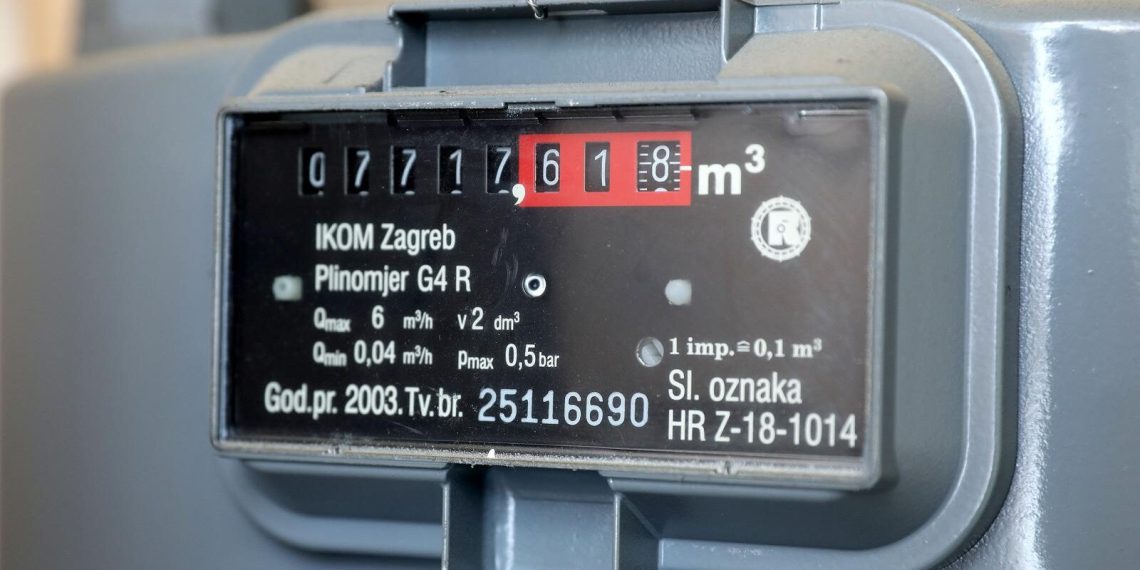 07717,618 m³
R
IKOM Zagreb
Plinomjer G4 R
Qmax 6 m³/h v 2 dm³
Qmin 0,04 m³/h pmax 0,5 bar
1 imp.≘0,1 m³
God.pr. 2003.Tv.br. 25116690
Sl. oznaka
HR Z-18-1014